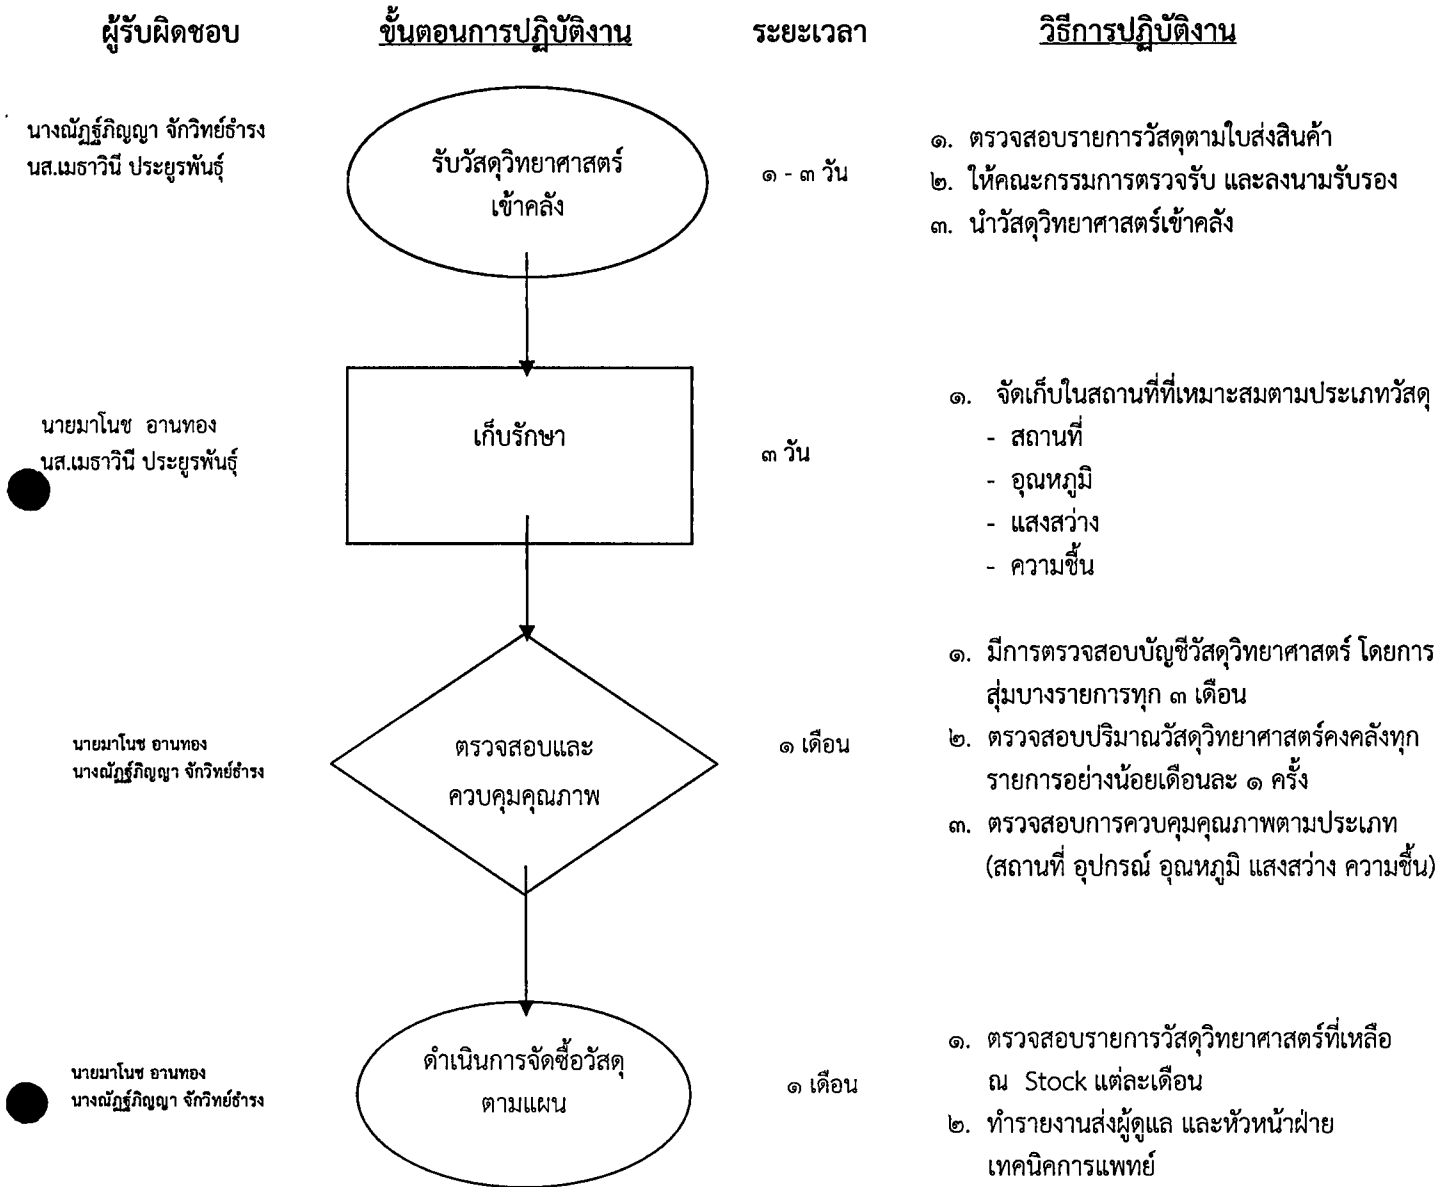 ผู้รับผิดชอบ ขั้นตอนการปฏิบัติงาน ระยะเวลา วิธีการปฏิบัติงาน
นางณัฏฐ์ภิญญา จักวิทย์ธำรง
นส.เมธาวินี ประยูรพันธุ์
รับวัสดุวิทยาศาสตร์
เข้าคลัง
๑ - ๓ วัน
๑. ตรวจสอบรายการวัสดุตามใบส่งสินค้า
๒. ให้คณะกรรมการตรวจรับ และลงนามรับรอง
๓. นำวัสดุวิทยาศาสตร์เข้าคลัง
นายมาโนช อานทอง
นส.เมธาวินี ประยูรพันธุ์
เก็บรักษา
๓ วัน
๑. จัดเก็บในสถานที่ที่เหมาะสมตามประเภทวัสดุ
- สถานที่
- อุณหภูมิ
- แสงสว่าง
- ความชื้น
นายมาโนช อานทอง
นางณัฏฐ์ภิญญา จักวิทย์ธำรง
ตรวจสอบและ
ควบคุมคุณภาพ
๑ เดือน
๑. มีการตรวจสอบบัญชีวัสดุวิทยาศาสตร์ โดยการ
สุ่มบางรายการทุก ๓ เดือน
๒. ตรวจสอบปริมาณวัสดุวิทยาศาสตร์คงคลังทุก
รายการอย่างน้อยเดือนละ ๑ ครั้ง
๓. ตรวจสอบการควบคุมคุณภาพตามประเภท
(สถานที่ อุปกรณ์ อุณหภูมิ แสงสว่าง ความชื้น)
นายมาโนช อานทอง
นางณัฏฐ์ภิญญา จักวิทย์ธำรง
ดำเนินการจัดซื้อวัสดุ
ตามแผน
๑ เดือน
๑. ตรวจสอบรายการวัสดุวิทยาศาสตร์ที่เหลือ
ณ Stock แต่ละเดือน
๒. ทำรายงานส่งผู้ดูแล และหัวหน้าฝ่าย
เทคนิคการแพทย์